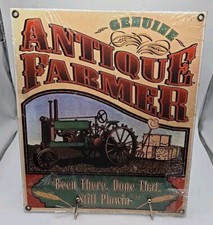 GENUINE
ANTIQUE
FARMER
Been There, Done That,
Still Plowin'